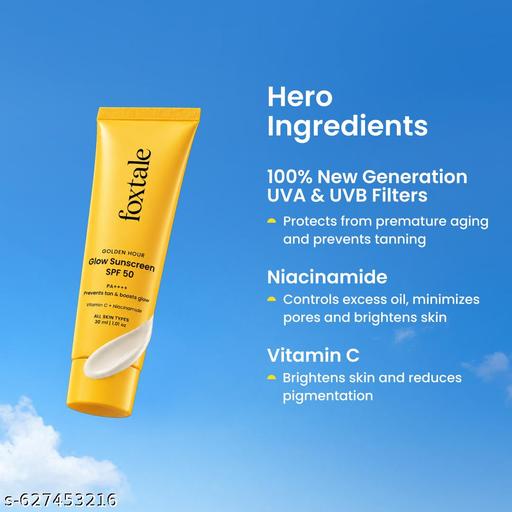 Hero
Ingredients
100% New Generation
UVA & UVB Filters
Protects from premature aging
and prevents tanning
Niacinamide
Controls excess oil, minimizes
pores and brightens skin
Vitamin C
Brightens skin and reduces
pigmentation
foxtale
GOLDEN HOUR
Glow Sunscreen
SPF 50
PA++++
Prevents tan & boosts glow
Vitamin C + Niacinamide
ALL SKIN TYPES
30 ml | 1.01 oz
s-627453216